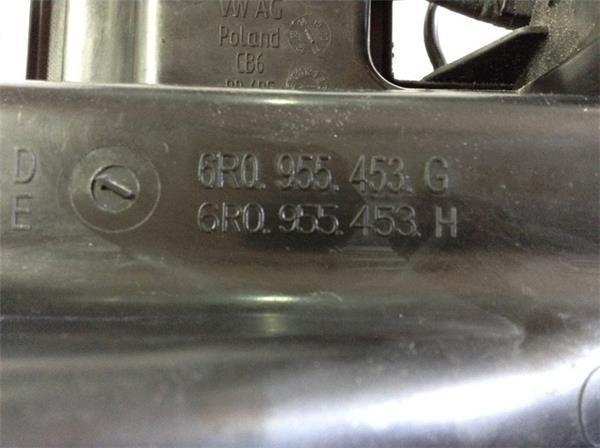 VW AG
Poland
CB6
D
E
6R0. 955. 453. G
6R0. 955. 453. H